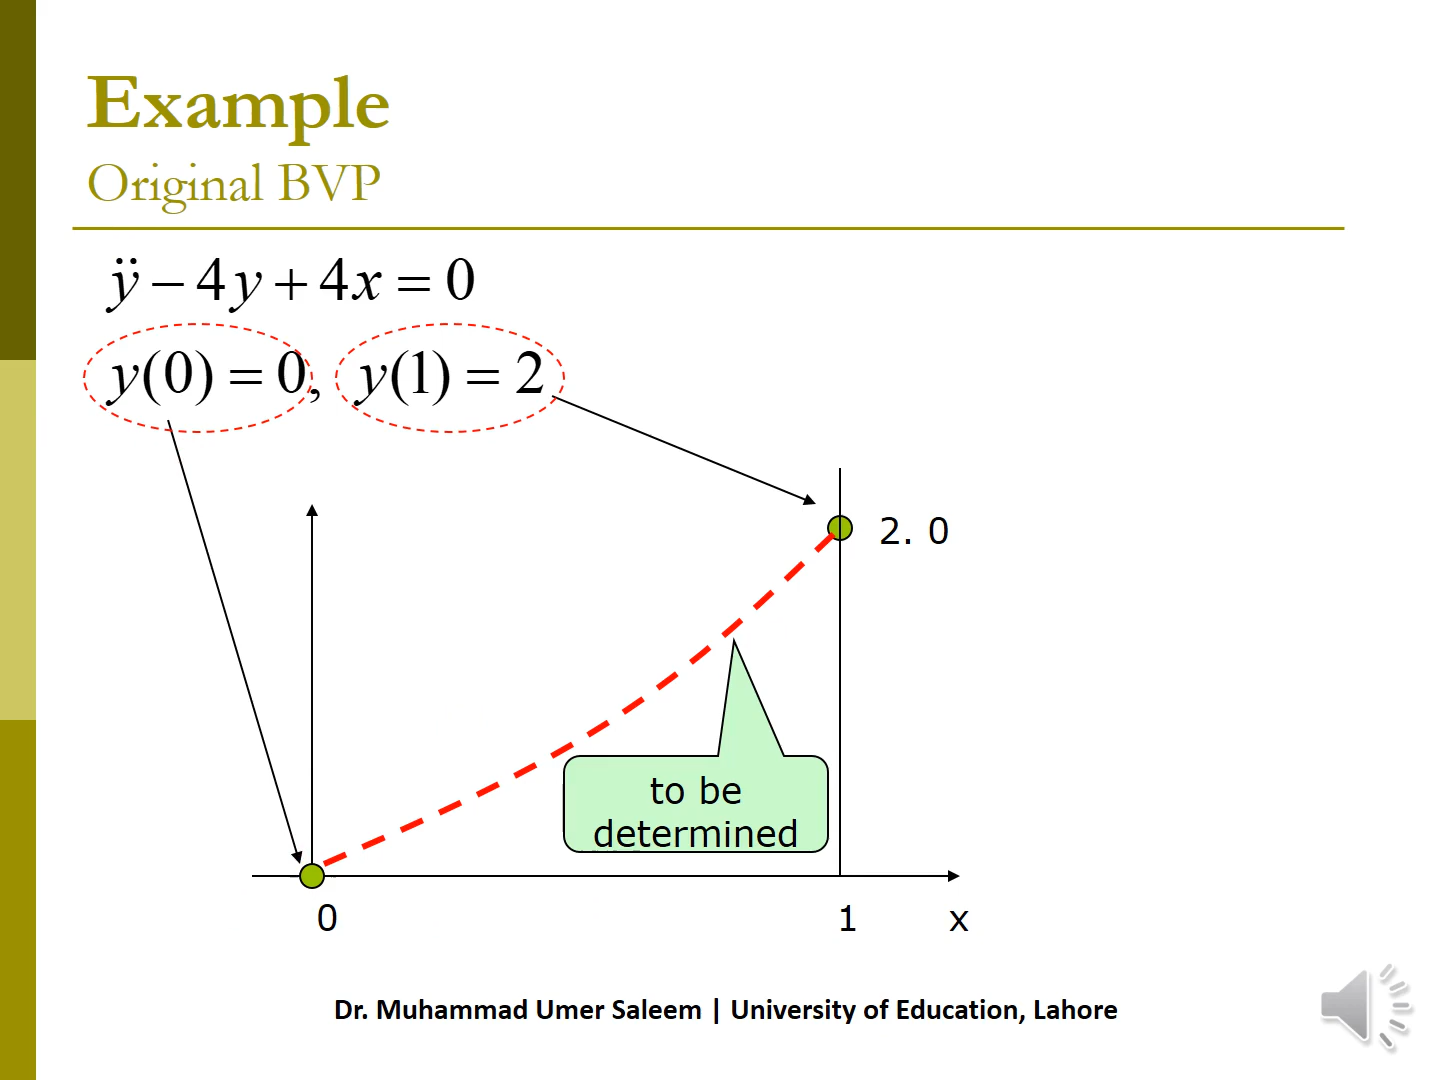 Example
Original BVP
ÿ − 4y + 4x = 0
y(0) = 0, y(1) = 2
2. 0
to be
determined
0 1 x
Dr. Muhammad Umer Saleem | University of Education, Lahore